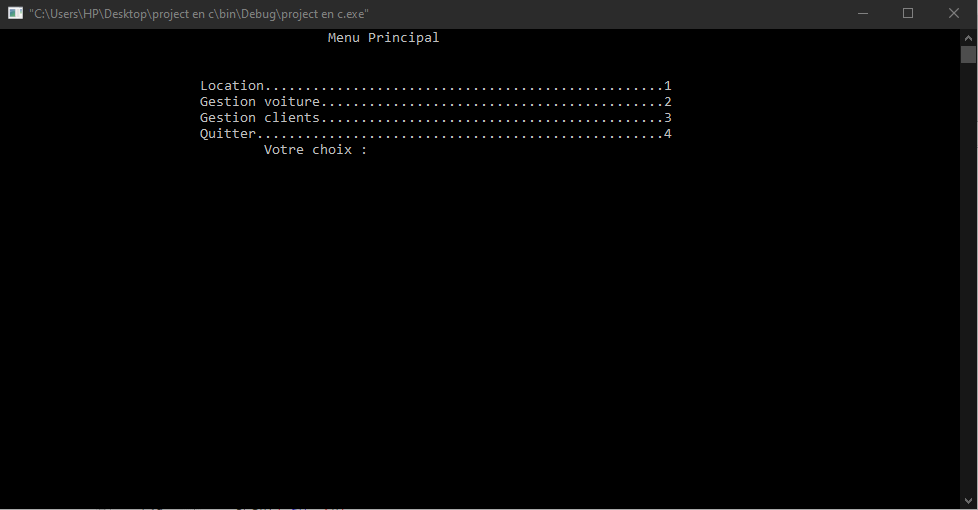 "C:\Users\HP\Desktop\project en c\bin\Debug\project en c.exe"
Menu Principal
Location..................................................1
Gestion voiture...........................................2
Gestion clients...........................................3
Quitter...................................................4
Votre choix :